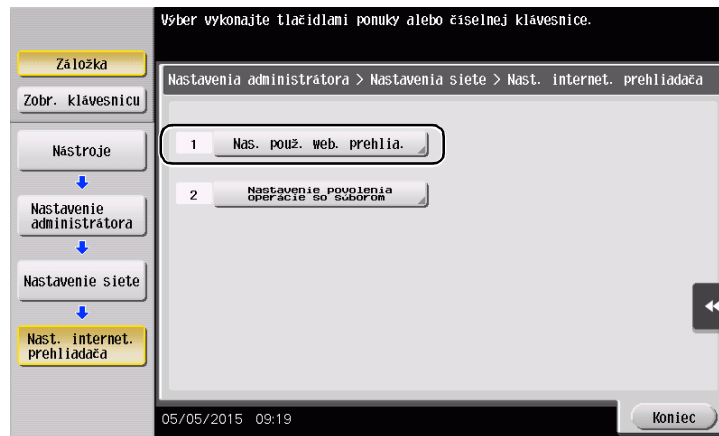 Výber vykonajte tlačidlami ponuky alebo číselnej klávesnice.
Záložka
Zobr. klávesnicu
Nástroje
Nastavenie
administrátora
Nastavenie siete
Nast. internet.
prehliadača
Nastavenia administrátora > Nastavenia siete > Nast. internet. prehliadača
1 Nas. použ. web. prehlia.
2 Nastavenie povolenia
operácie so súborom
05/05/2015 09:19
Koniec